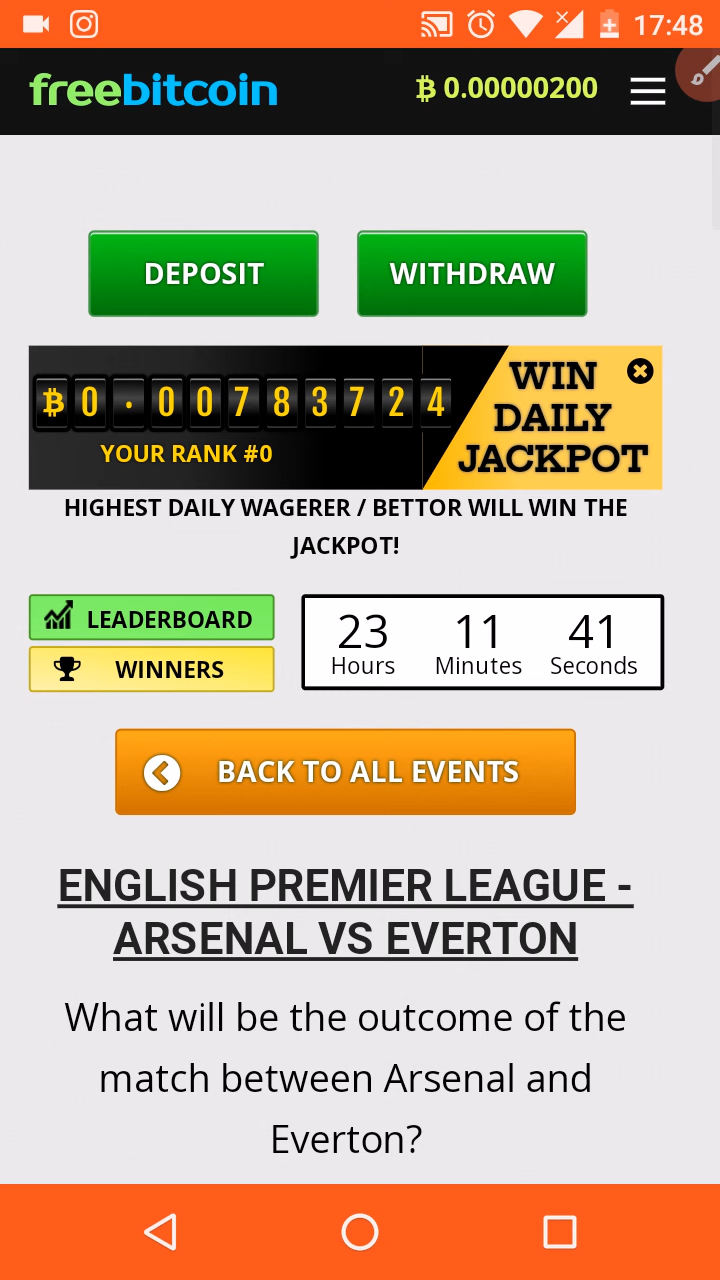 17:48
freebitcoin
₿ 0.00000200
DEPOSIT
WITHDRAW
₿0.00783724
YOUR RANK #0
WIN
DAILY
JACKPOT
HIGHEST DAILY WAGERER / BETTOR WILL WIN THE
JACKPOT!
LEADERBOARD
WINNERS
23 11 41
Hours Minutes Seconds
BACK TO ALL EVENTS
ENGLISH PREMIER LEAGUE -
ARSENAL VS EVERTON
What will be the outcome of the
match between Arsenal and
Everton?